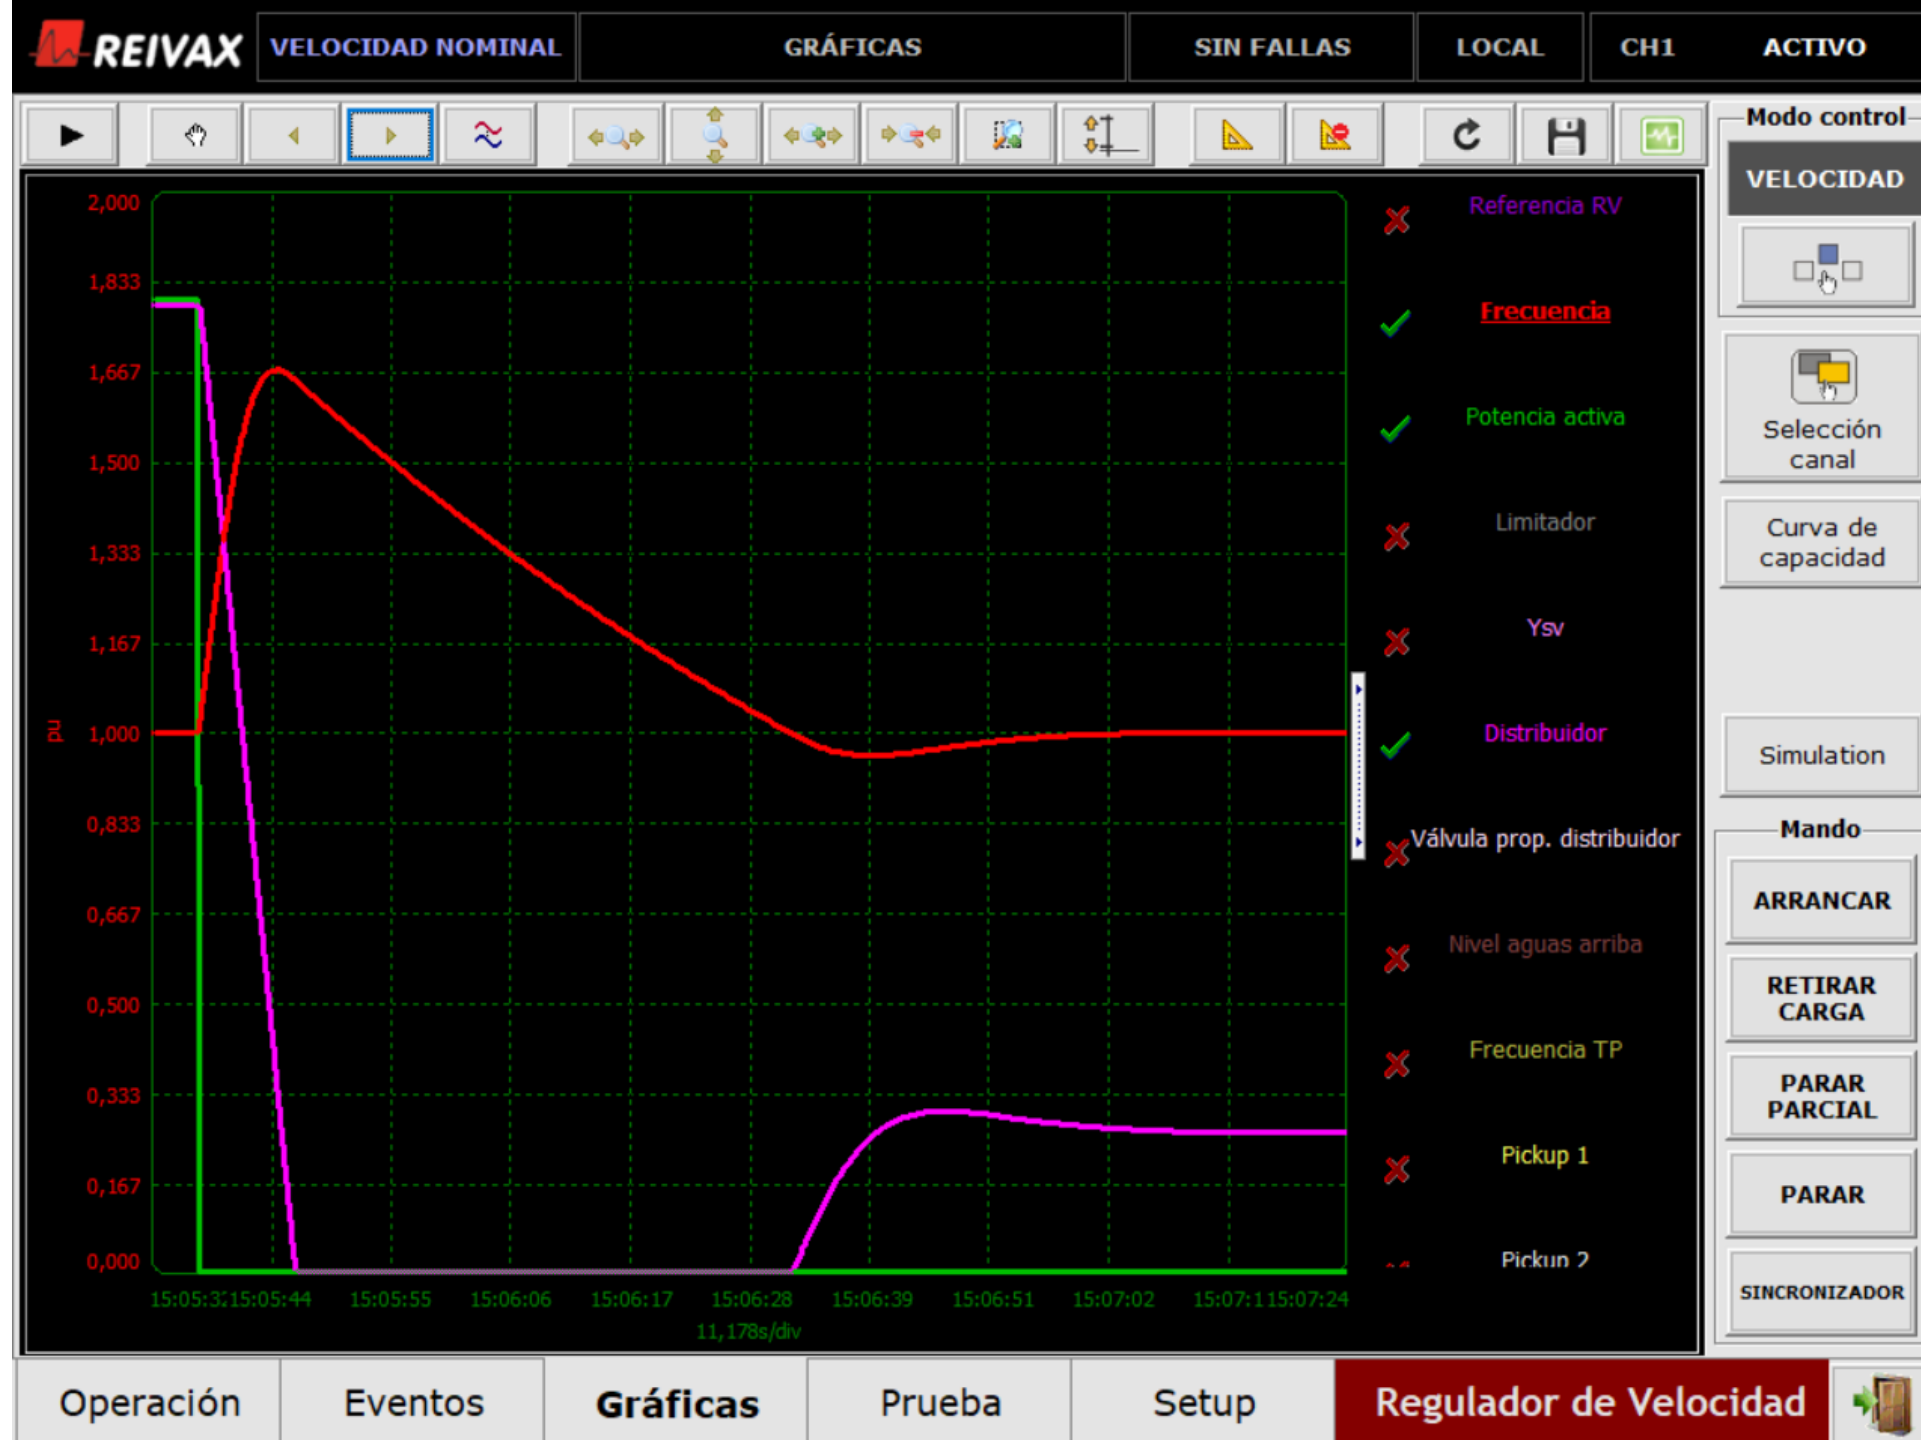 REIVAX
VELOCIDAD NOMINAL
GRÁFICAS
SIN FALLAS
LOCAL
CH1
ACTIVO
Modo control
VELOCIDAD
Selección
canal
Curva de
capacidad
Simulation
Mando
ARRANCAR
RETIRAR
CARGA
PARAR
PARCIAL
PARAR
SINCRONIZADOR
2,000
1,833
1,667
1,500
1,333
1,167
1,000
0,833
0,667
0,500
0,333
0,167
0,000
pu
Referencia RV
Frecuencia
Potencia activa
Limitador
Ysv
Distribuidor
Válvula prop. distribuidor
Nivel aguas arriba
Frecuencia TP
Pickup 1
Pickup 2
15:05:44
15:05:55
15:06:06
15:06:17
15:06:28
15:06:39
15:06:51
15:07:02
15:07:24
11,178s/div
Operación
Eventos
Gráficas
Prueba
Setup
Regulador de Velocidad